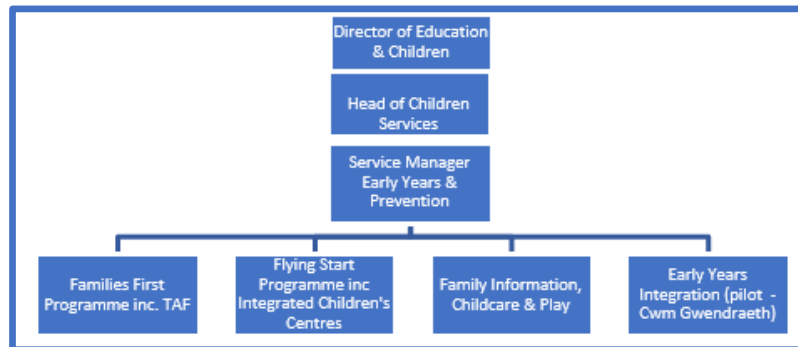 Director of Education
& Children
Head of Children
Services
Service Manager
Early Years &
Prevention
Families First
Programme inc. TAF
Flying Start
Programme inc
Integrated Children's
Centres
Family Information,
Childcare & Play
Early Years
Integration (pilot -
Cwm Gwendraeth)